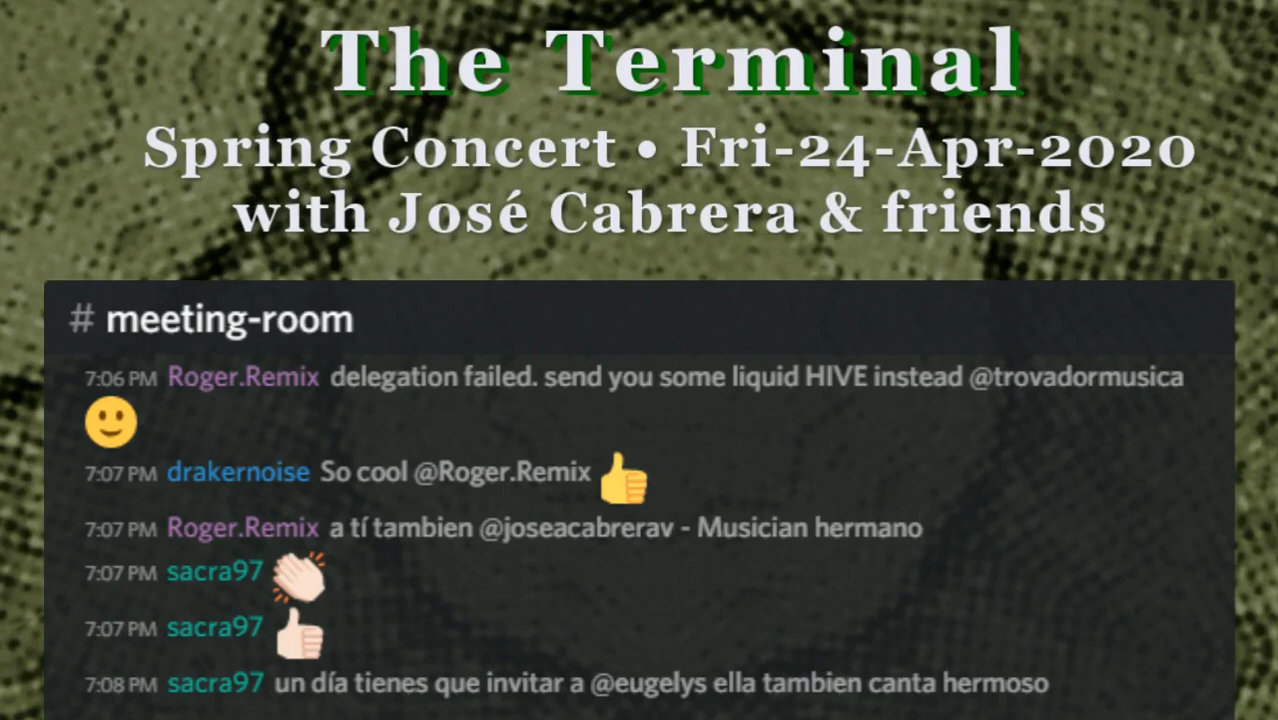 The Terminal
Spring Concert • Fri-24-Apr-2020
with José Cabrera & friends
# meeting-room
7:06 PM Roger.Remix delegation failed. send you some liquid HIVE instead @trovadormusica
🙂
7:07 PM drakernoise So cool @Roger.Remix 👍
7:07 PM Roger.Remix a tí tambien @joseacabrerav - Musician hermano
7:07 PM sacra97 👏🏻
7:07 PM sacra97 👍🏻
7:08 PM sacra97 un día tienes que invitar a @eugelys ella tambien canta hermoso